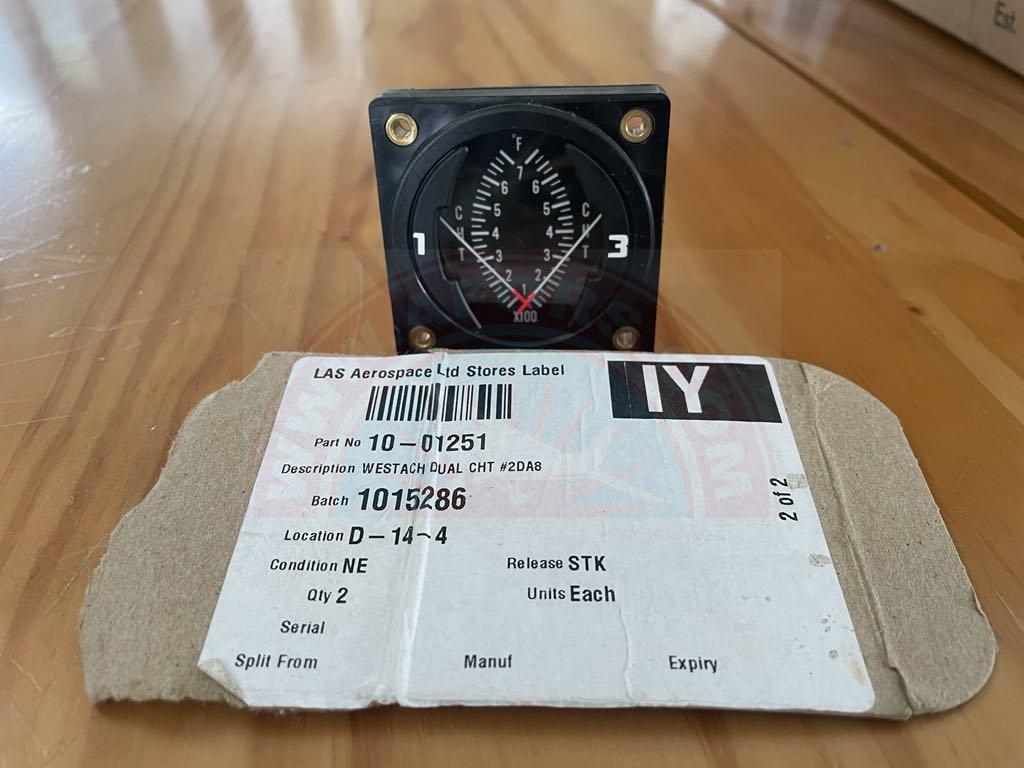 Est.
°F
7
6 6
5 5
C C
4 4
H H
1 3
T T
3 3
2 2
1
X100
LAS Aerospace Ltd Stores Label
IY
Part No 10-01251
Description WESTACH DUAL CHT #2DA8
Batch 1015286
2 of 2
Location D-14-4
Condition NE
Release STK
Qty 2
Units Each
Serial
Split From
Manuf
Expiry